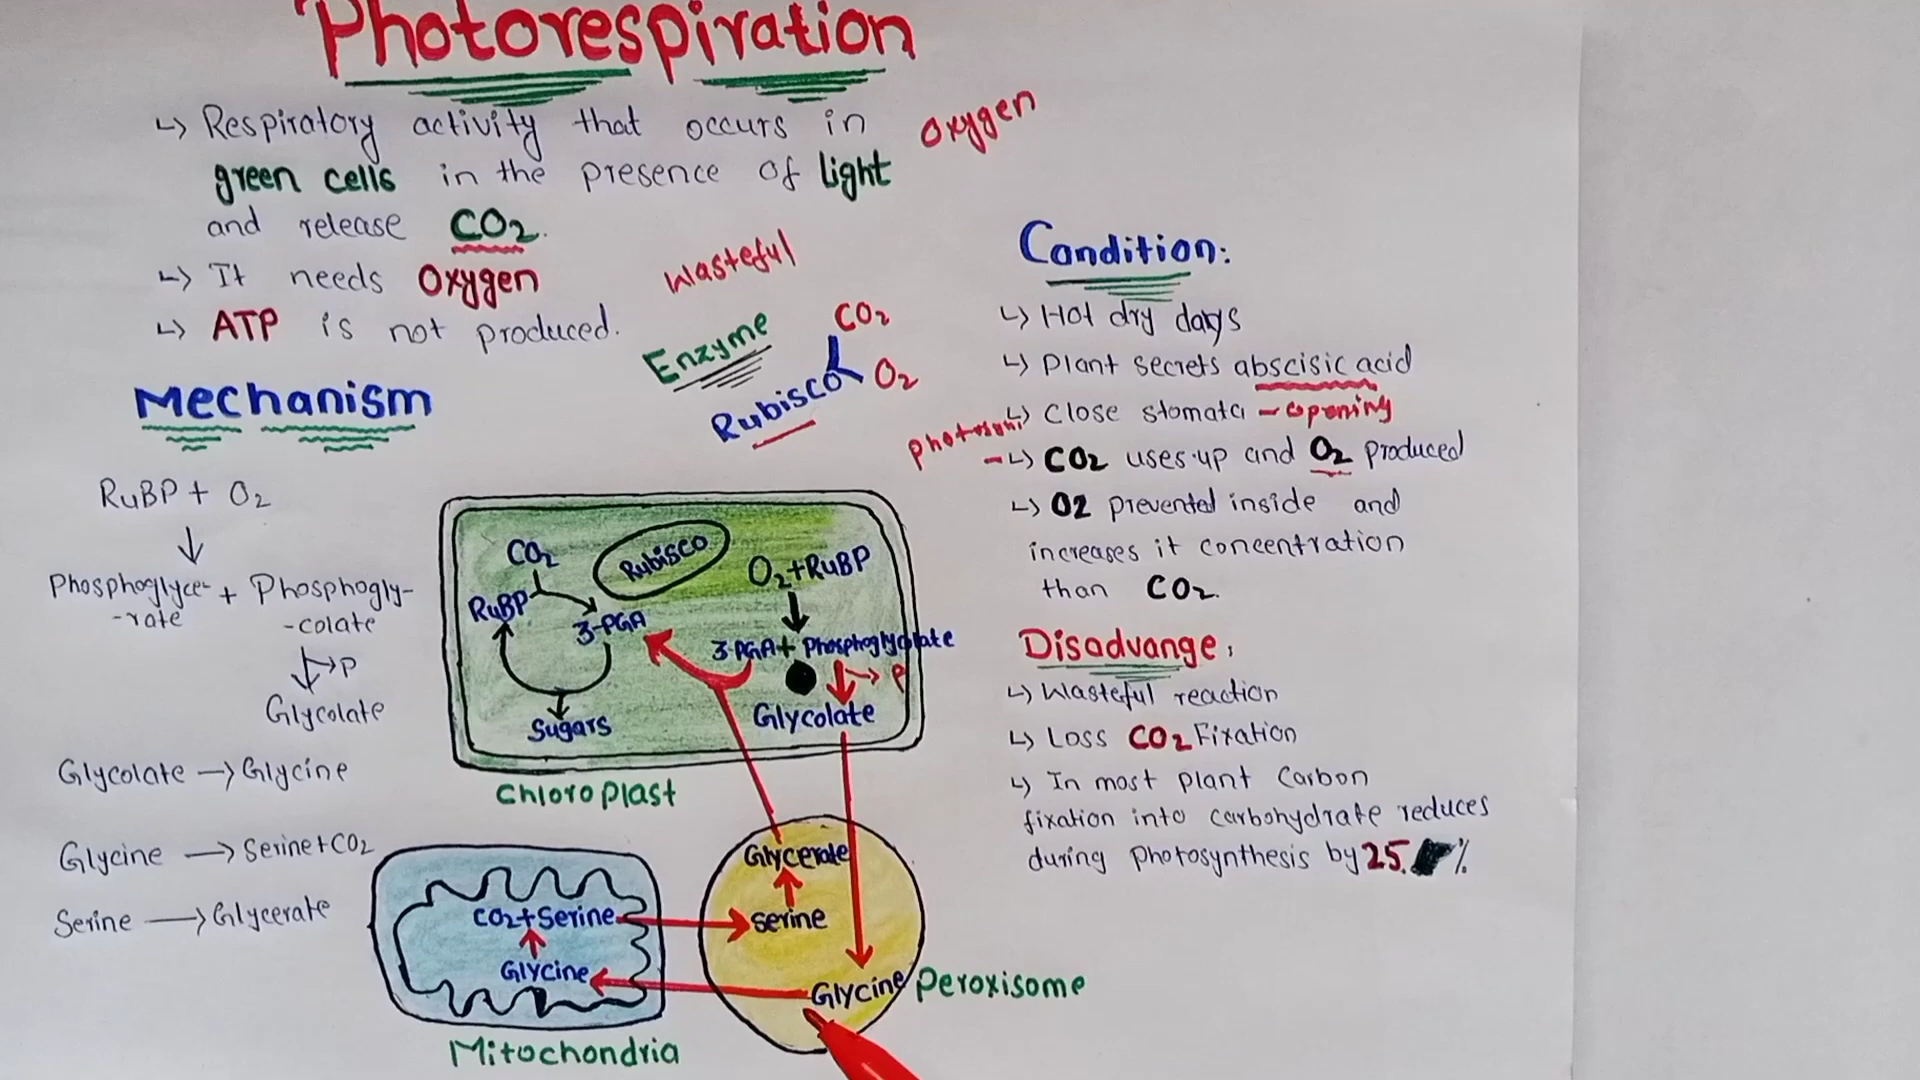 Photorespiration
↳ Respiratory activity that occurs in
green cells in the presence of light
and release CO2.
↳ It needs Oxygen
↳ ATP is not produced.
Oxygen
Wasteful
Enzyme
Rubisco
CO2
O2
Mechanism
RuBP + O2
↓
Phosphoglyce- + Phosphogly-
-rate -colate
→P
Glycolate
Glycolate → Glycine
Glycine → Serine+CO2
Serine → Glycerate
CO2
Rubisco
O2+RuBP
RuBP
3-PGA
3-PGA+ Phosphoglycolate
→ P
Glycolate
Sugars
Chloroplast
Glycerate
Serine
Glycine
Peroxisome
CO2+Serine
Glycine
Mitochondria
Condition:
↳ Hot dry days
↳ Plant secrets abscisic acid
↳ Close stomata - opening
photosyn
- ↳ CO2 uses up and O2 produced
↳ O2 prevented inside and
increases it concentration
than CO2.
Disadvange:
↳ Wasteful reaction
↳ Loss CO2 Fixation
↳ In most plant Carbon
fixation into carbohydrate reduces
during photosynthesis by 25. %